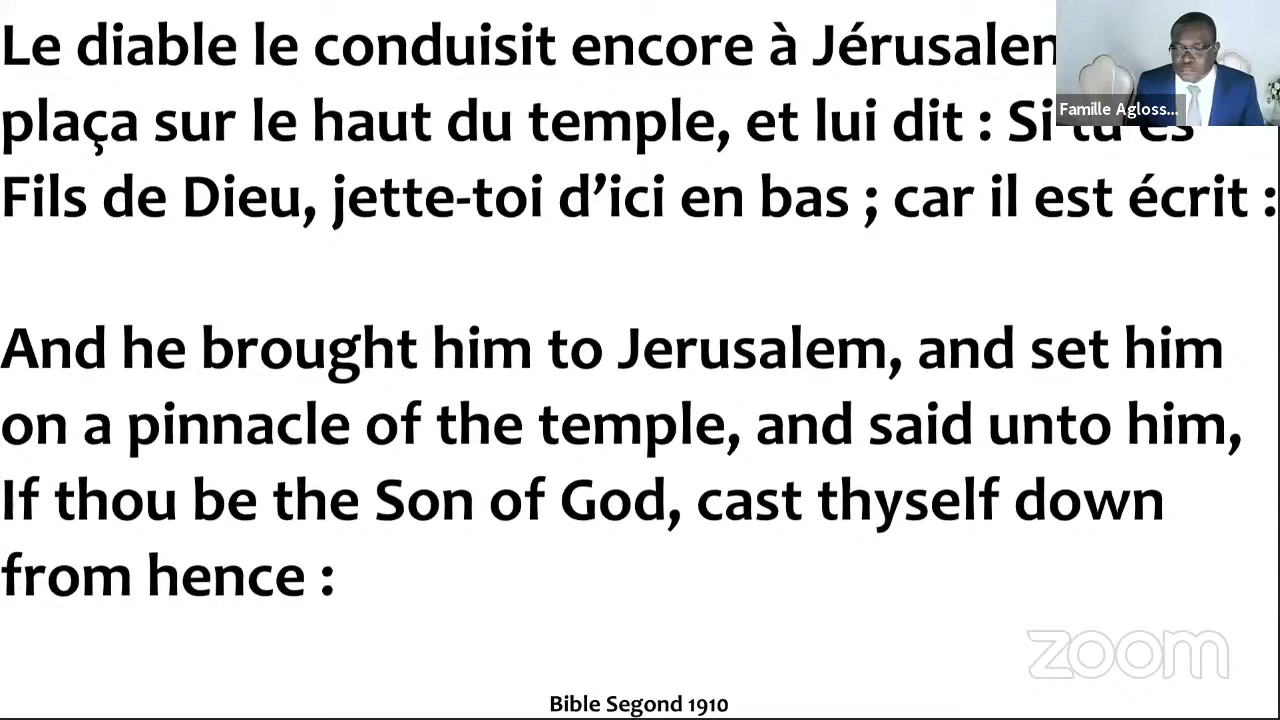 Le diable le conduisit encore à Jérusalem
plaça sur le haut du temple, et lui dit : Si tu es
Fils de Dieu, jette-toi d’ici en bas ; car il est écrit :
And he brought him to Jerusalem, and set him
on a pinnacle of the temple, and said unto him,
If thou be the Son of God, cast thyself down
from hence :
Famille Agloss...
zoom
Bible Segond 1910